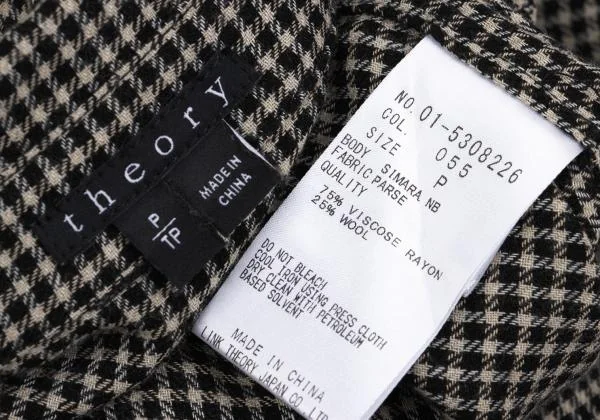 theory
P
/TP
MADE IN
CHINA
NO. 01-5308226
COL. 055
SIZE P
BODY SIMARA NB
FABRIC PARSE
QUALITY
75% VISCOSE RAYON
25% WOOL
DO NOT BLEACH
COOL IRON USING PRESS CLOTH
DRY CLEAN WITH PETROLEUM
BASED SOLVENT
MADE IN CHINA
LINK THEORY JAPAN CO. LTD